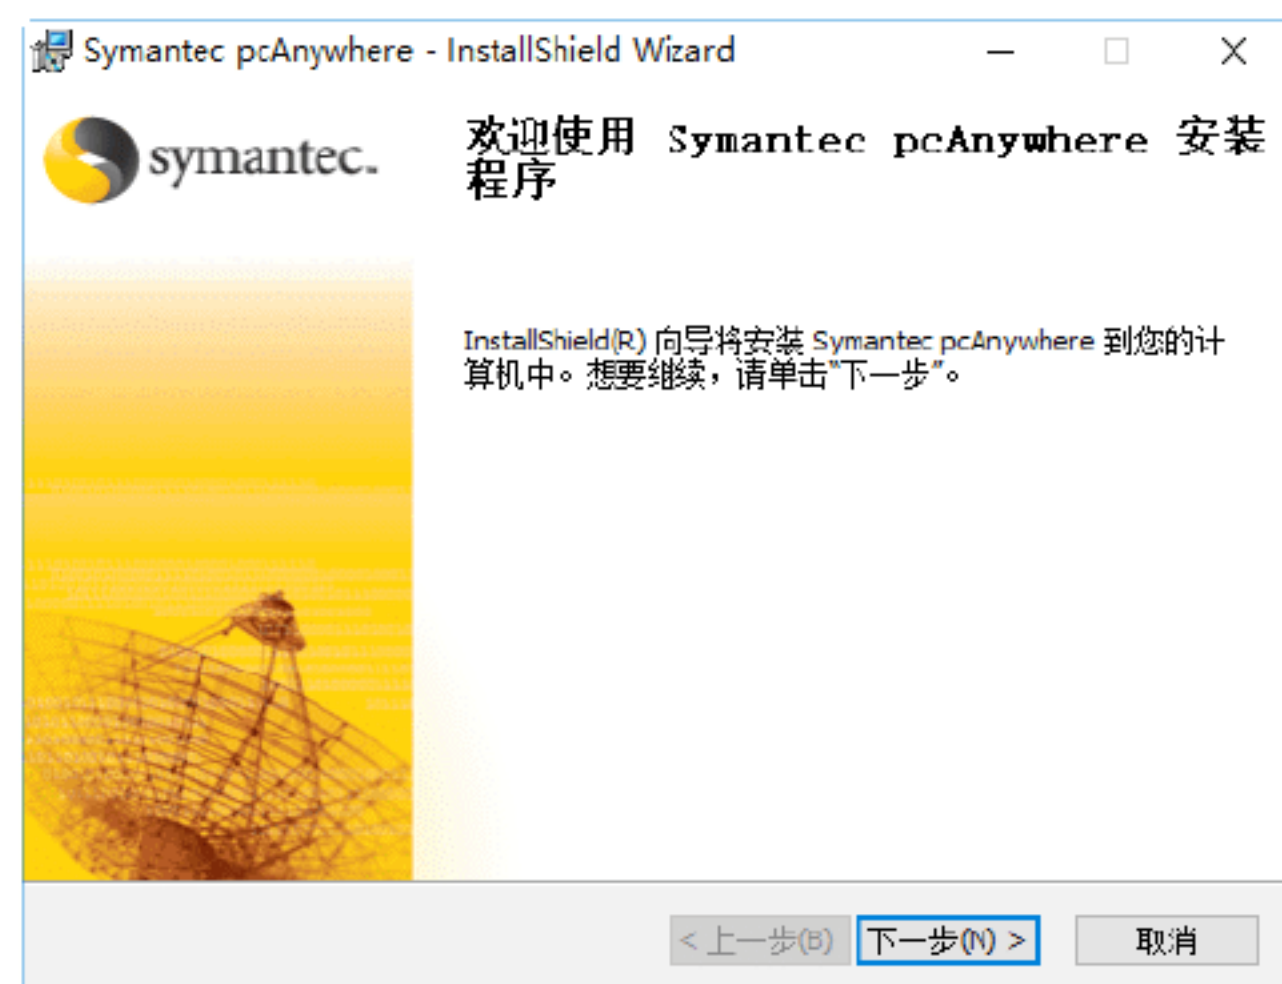 Symantec pcAnywhere - InstallShield Wizard
symantec.
欢迎使用 Symantec pcAnywhere 安装
程序
InstallShield(R) 向导将安装 Symantec pcAnywhere 到您的计
算机中。想要继续，请单击"下一步"。
< 上一步(B) 下一步(N) > 取消